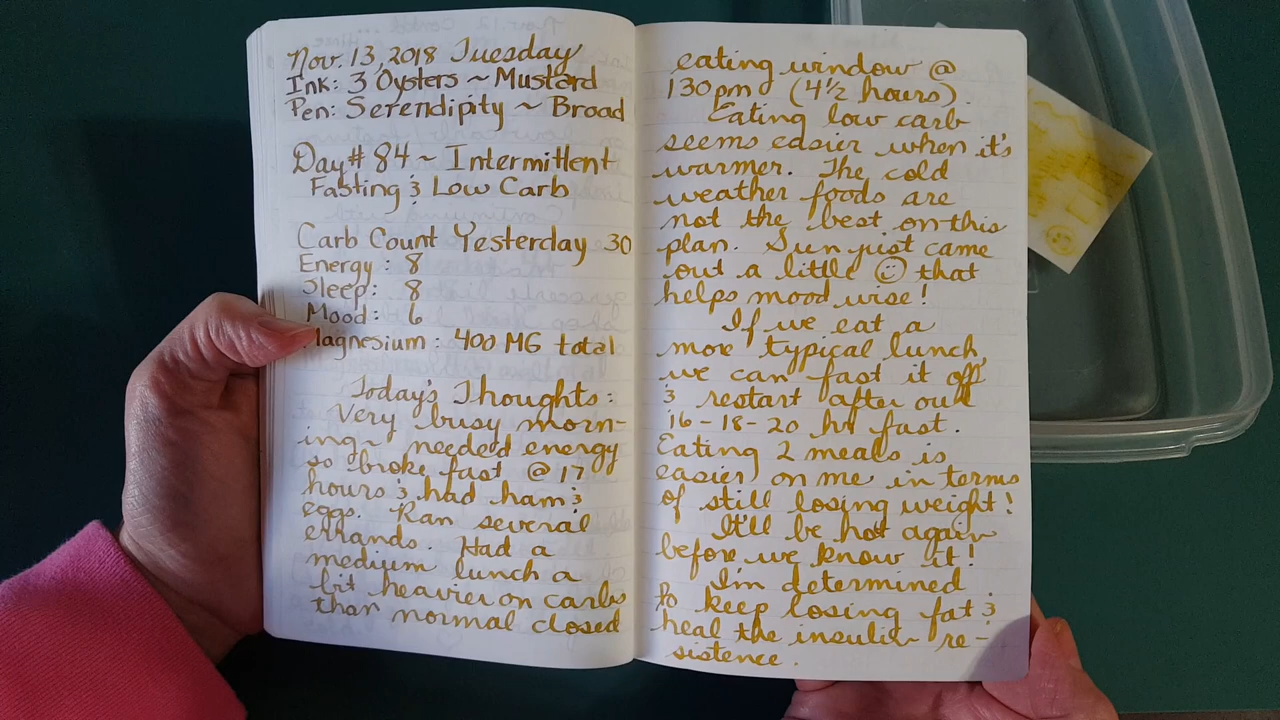 Nov. 13, 2018 Tuesday
Ink: 3 Oysters ~ Mustard
Pen: Serendipity ~ Broad
Day# 84 ~ Intermittent
Fasting & Low Carb
Carb Count Yesterday 30
Energy: 8
Sleep: 8
Mood: 6
Magnesium: 400 MG total
Today's Thoughts:
Very busy morn-
ing - needed energy
so broke fast @ 17
hours & had ham &
eggs. Ran several
errands. Had a
medium lunch a
bit heavier on carbs
than normal closed
eating window @
130pm (4½ hours).
Eating low carb
seems easier when it's
warmer. The cold
weather foods are
not the best on this
plan. Sun just came
out a little ☺ that
helps mood wise!
If we eat a
more typical lunch,
we can fast it off
& restart after our
16-18-20 hr fast.
Eating 2 meals is
easier on me in terms
of still losing weight!
It'll be hot again
before we know it!
I'm determined
to keep losing fat &
heal the insulin re-
sistence.